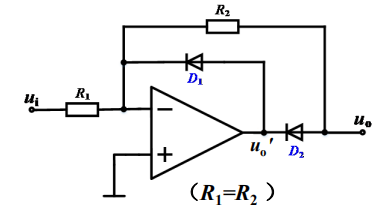 R₂
D₁
uᵢ
R₁
−
+
uₒ'
D₂
uₒ
（R₁=R₂）